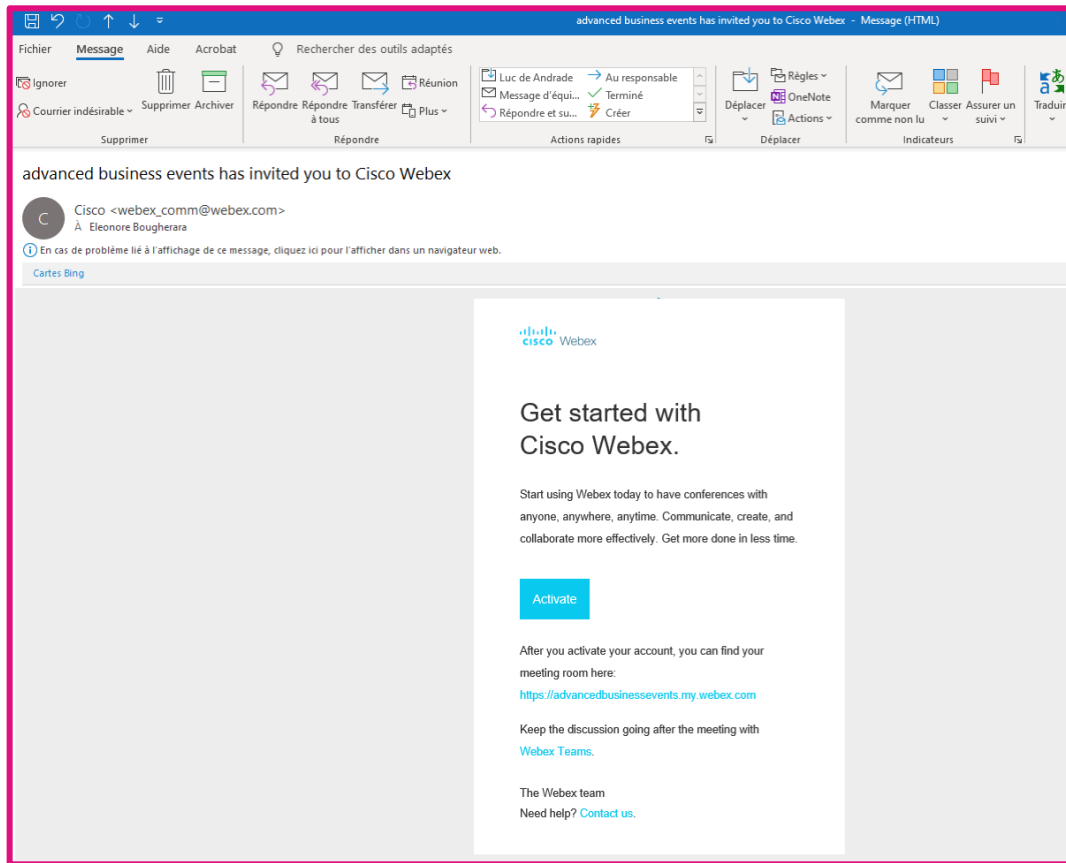 advanced business events has invited you to Cisco Webex - Message (HTML)
Fichier Message Aide Acrobat Rechercher des outils adaptés
Ignorer
Courrier indésirable
Supprimer Archiver
Supprimer
Répondre Répondre à tous Transférer
Réunion
Plus
Répondre
Luc de Andrade Au responsable
Message d'équi... Terminé
Répondre et su... Créer
Actions rapides
Déplacer
Règles
OneNote
Actions
Déplacer
Marquer comme non lu
Classer Assurer un suivi
Indicateurs
Traduire
advanced business events has invited you to Cisco Webex
C
Cisco <webex_comm@webex.com>
À Eleonore Bougherara
En cas de problème lié à l'affichage de ce message, cliquez ici pour l'afficher dans un navigateur web.
Cartes Bing
cisco Webex
Get started with
Cisco Webex.
Start using Webex today to have conferences with
anyone, anywhere, anytime. Communicate, create, and
collaborate more effectively. Get more done in less time.
Activate
After you activate your account, you can find your
meeting room here:
https://advancedbusinessevents.my.webex.com
Keep the discussion going after the meeting with
Webex Teams.
The Webex team
Need help? Contact us.